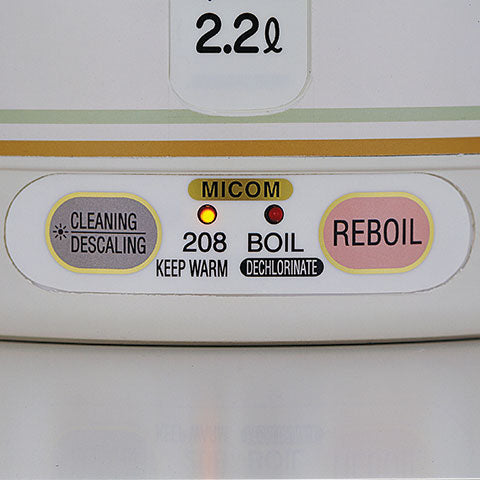 2.2ℓ
MICOM
CLEANING
DESCALING
208
KEEP WARM
BOIL
DECHLORINATE
REBOIL